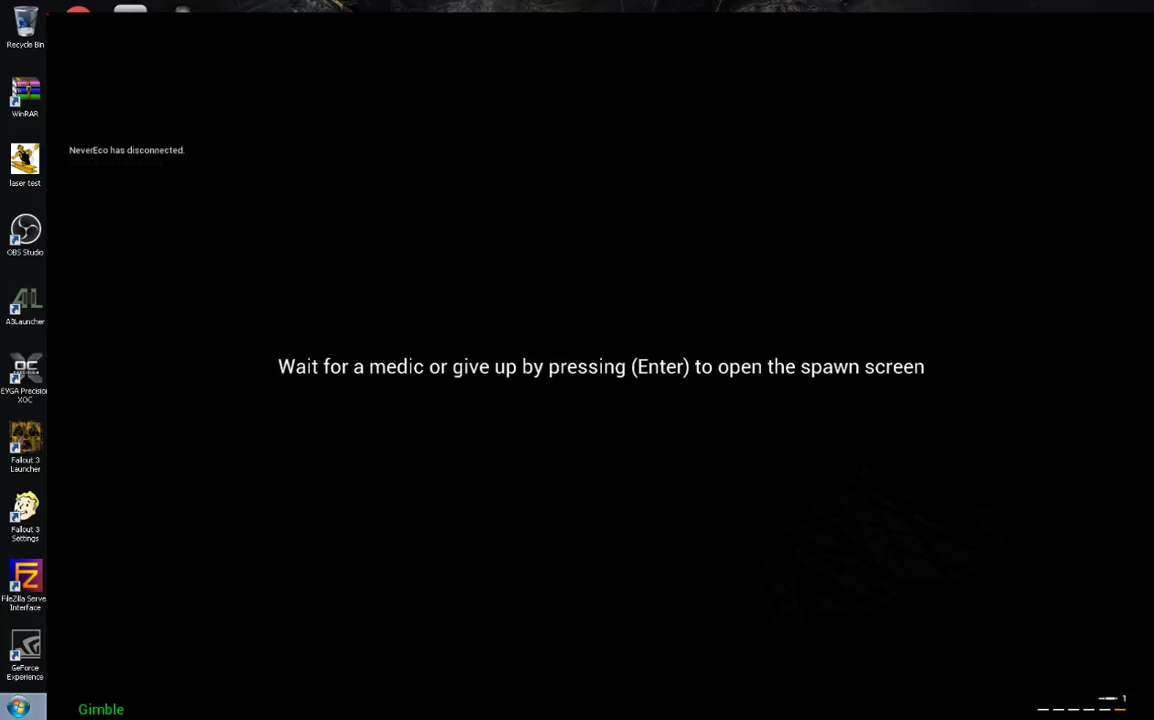 Recycle Bin
WinRAR
laser test
OBS Studio
A3Launcher
EVGA Precision
XOC
Fallout 3
Launcher
Fallout 3
Settings
FileZilla Serve
Interface
GeForce
Experience
NeverEco has disconnected.
Wait for a medic or give up by pressing (Enter) to open the spawn screen
Gimble
1